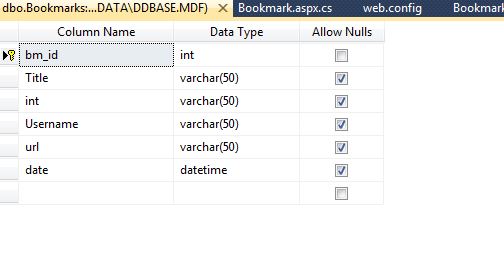 dbo.Bookmarks:...DATA\DDBASE.MDF) Bookmark.aspx.cs web.config Bookmark
Column Name Data Type Allow Nulls
bm_id int
Title varchar(50)
int varchar(50)
Username varchar(50)
url varchar(50)
date datetime